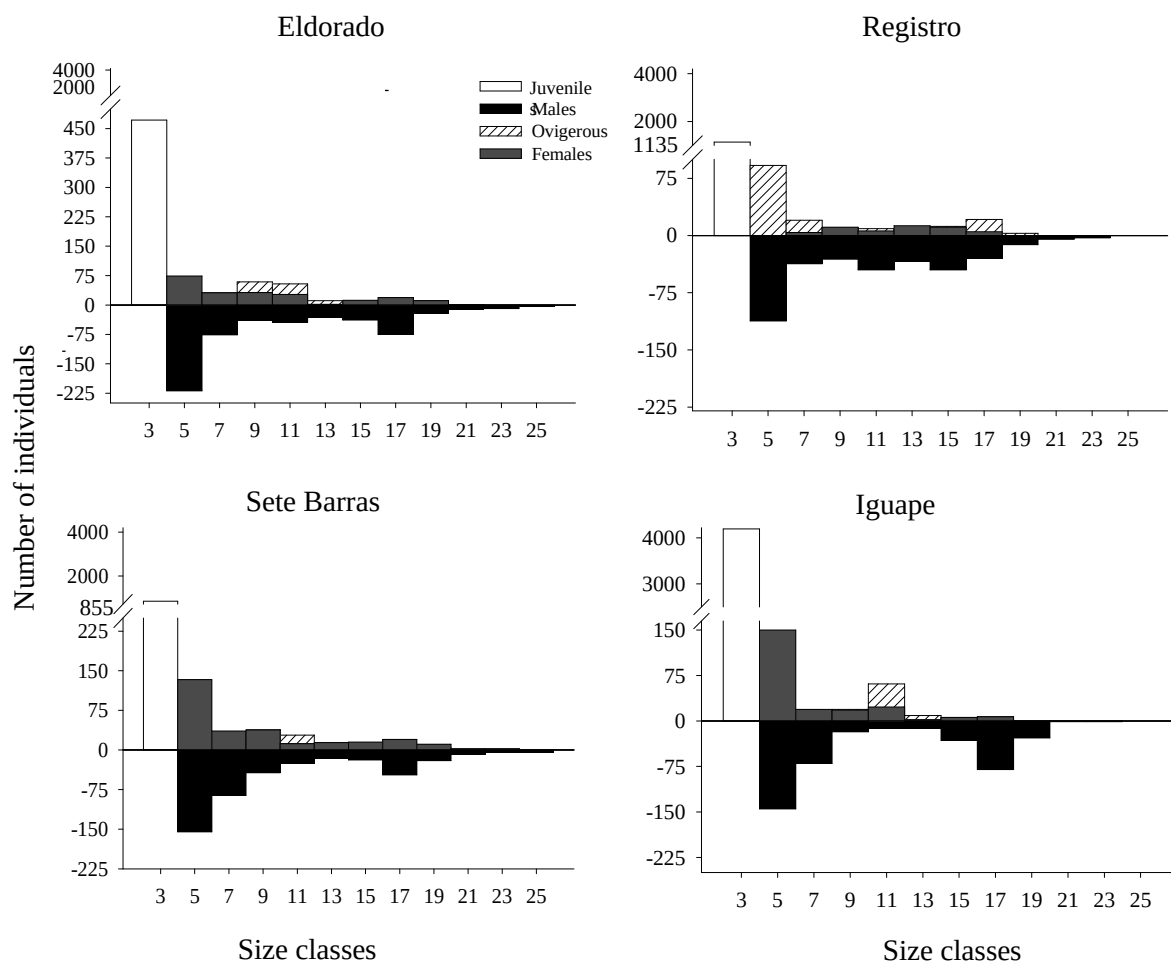 Eldorado
4000
2000
450
375
300
225
150
75
0
-75
-150
-225
3 5 7 9 11 13 15 17 19 21 23 25
Juvenile
s
Males
Ovigerous
Females
Registro
4000
2000
1135
75
0
-75
-150
-225
3 5 7 9 11 13 15 17 19 21 23 25
Number of individuals
Sete Barras
4000
2000
855
225
150
75
0
-75
-150
-225
3 5 7 9 11 13 15 17 19 21 23 25
Size classes
Iguape
4000
3000
150
75
0
-75
-150
-225
3 5 7 9 11 13 15 17 19 21 23 25
Size classes